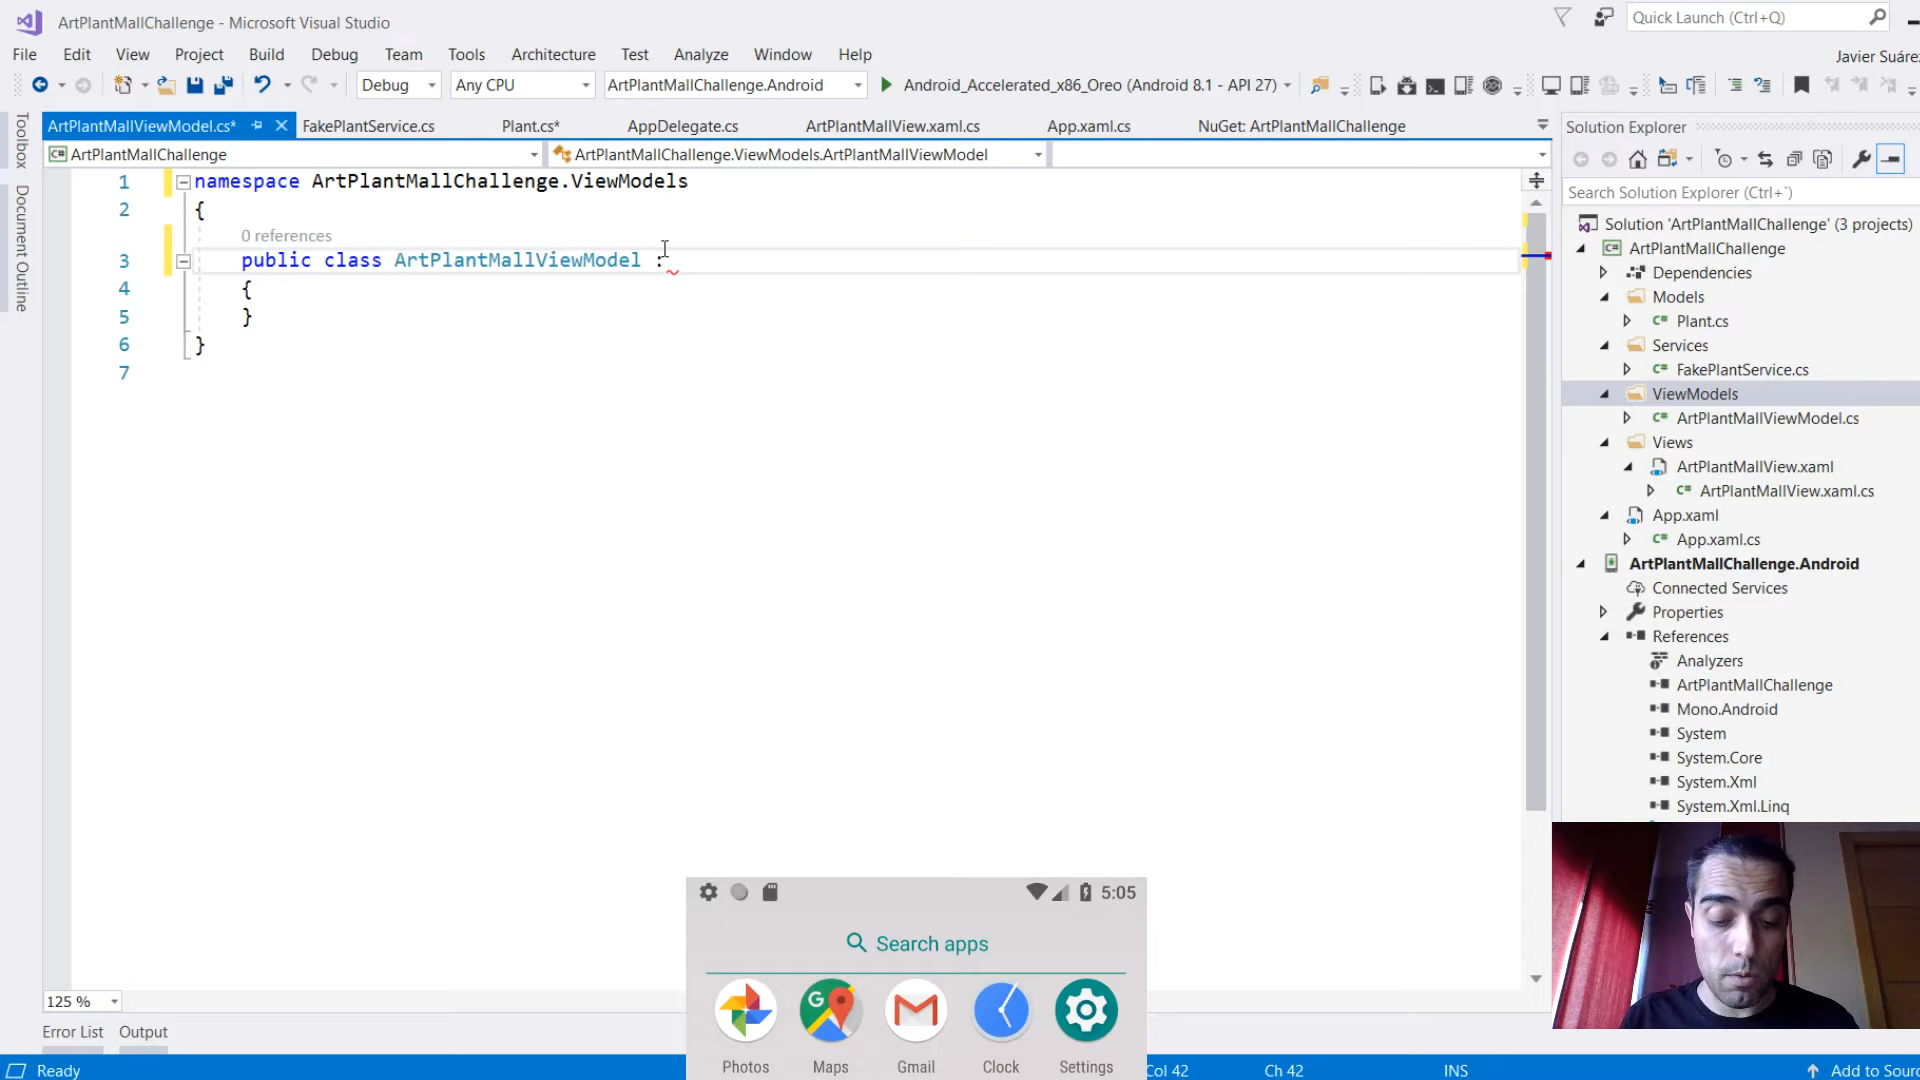 ArtPlantMallChallenge - Microsoft Visual Studio
Quick Launch (Ctrl+Q)
File Edit View Project Build Debug Team Tools Architecture Test Analyze Window Help
Debug Any CPU ArtPlantMallChallenge.Android Android_Accelerated_x86_Oreo (Android 8.1 - API 27)
ArtPlantMallViewModel.cs* FakePlantService.cs Plant.cs* AppDelegate.cs ArtPlantMallView.xaml.cs App.xaml.cs NuGet: ArtPlantMallChallenge
ArtPlantMallChallenge ArtPlantMallChallenge.ViewModels.ArtPlantMallViewModel
Toolbox
Document Outline
1 namespace ArtPlantMallChallenge.ViewModels
2 {
0 references
3 public class ArtPlantMallViewModel :
4 {
5 }
6 }
7
125 %
Error List Output
Ready
Col 42 Ch 42 INS
Solution Explorer
Search Solution Explorer (Ctrl+`)
Solution 'ArtPlantMallChallenge' (3 projects)
ArtPlantMallChallenge
Dependencies
Models
Plant.cs
Services
FakePlantService.cs
ViewModels
ArtPlantMallViewModel.cs
Views
ArtPlantMallView.xaml
ArtPlantMallView.xaml.cs
App.xaml
App.xaml.cs
ArtPlantMallChallenge.Android
Connected Services
Properties
References
Analyzers
ArtPlantMallChallenge
Mono.Android
System
System.Core
System.Xml
System.Xml.Linq
5:05
Search apps
Photos Maps Gmail Clock Settings